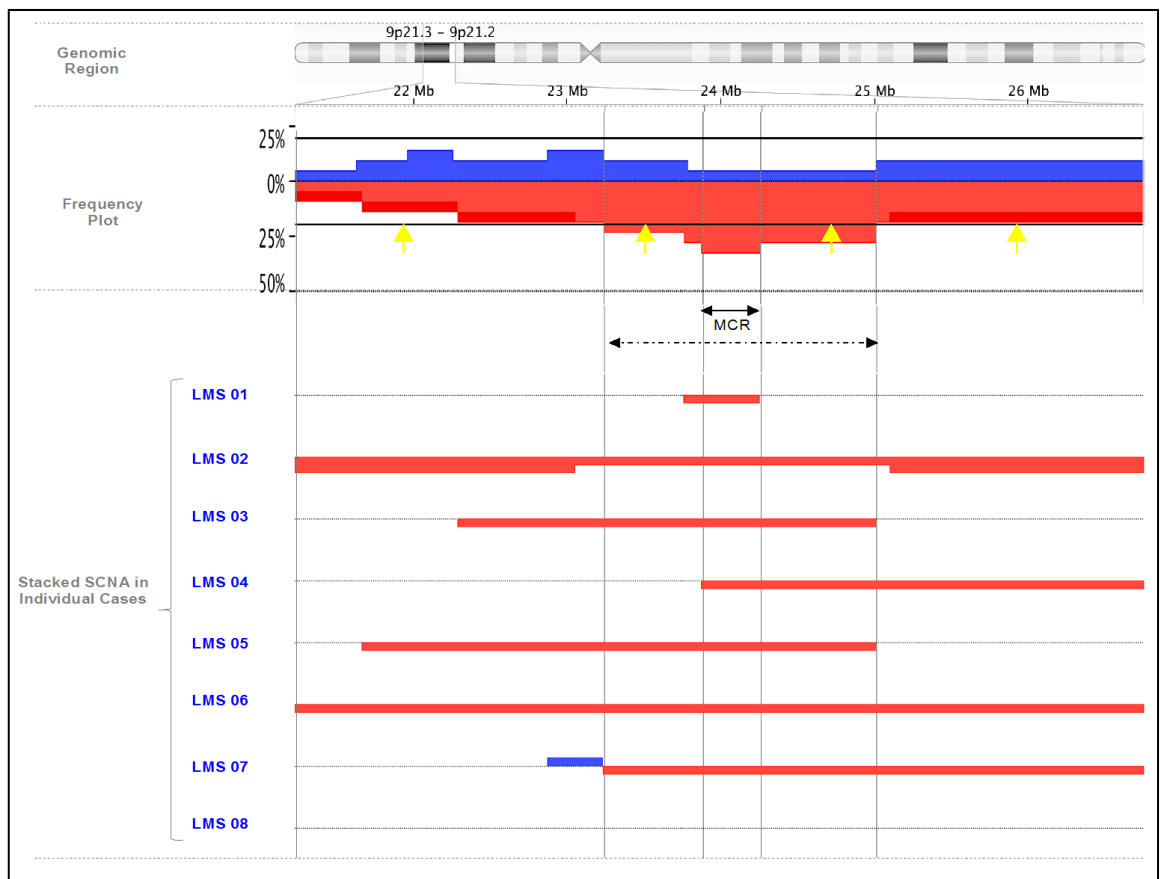 9p21.3 – 9p21.2
Genomic
Region
22 Mb 23 Mb 24 Mb 25 Mb 26 Mb
25%
0%
Frequency
Plot
25%
50%
MCR
LMS 01
LMS 02
LMS 03
LMS 04
Stacked SCNA in
Individual Cases
LMS 05
LMS 06
LMS 07
LMS 08